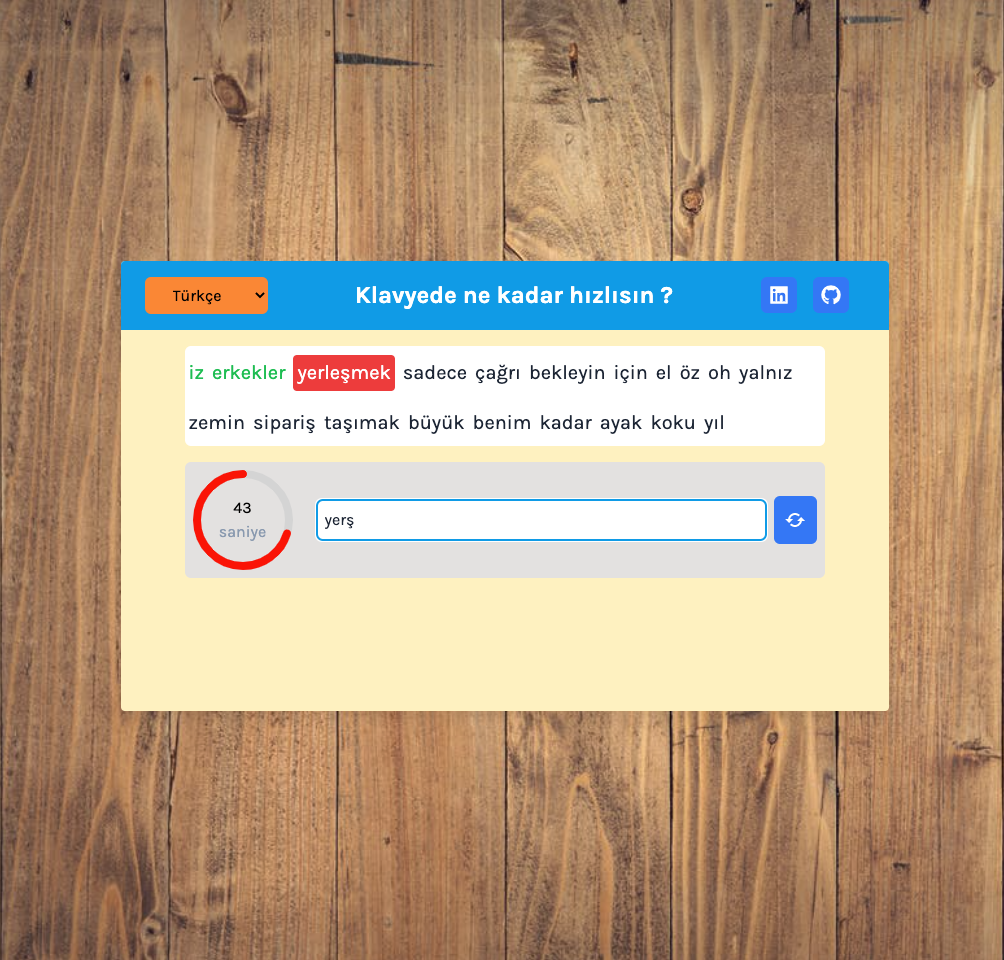 Türkçe Klavyede ne kadar hızlısın ?
iz erkekler yerleşmek sadece çağrı bekleyin için el öz oh yalnız
zemin sipariş taşımak büyük benim kadar ayak koku yıl
43
saniye
yerş